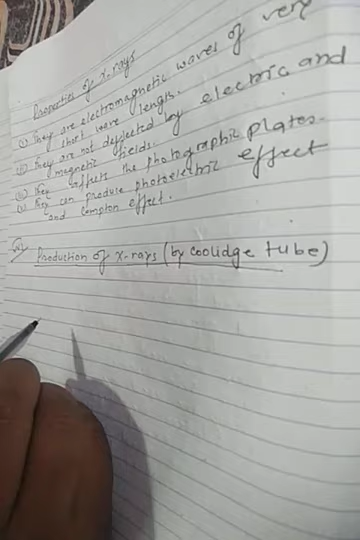 Properties of X-rays
(i) They are electromagnetic waves of very
short wave length.
(ii) They are not deflected by electric and
magnetic fields.
(iii) They affects the photographic plates.
(iv) They can produce photoelectric effect
and compton effect.
Production of X-rays (by coolidge tube)